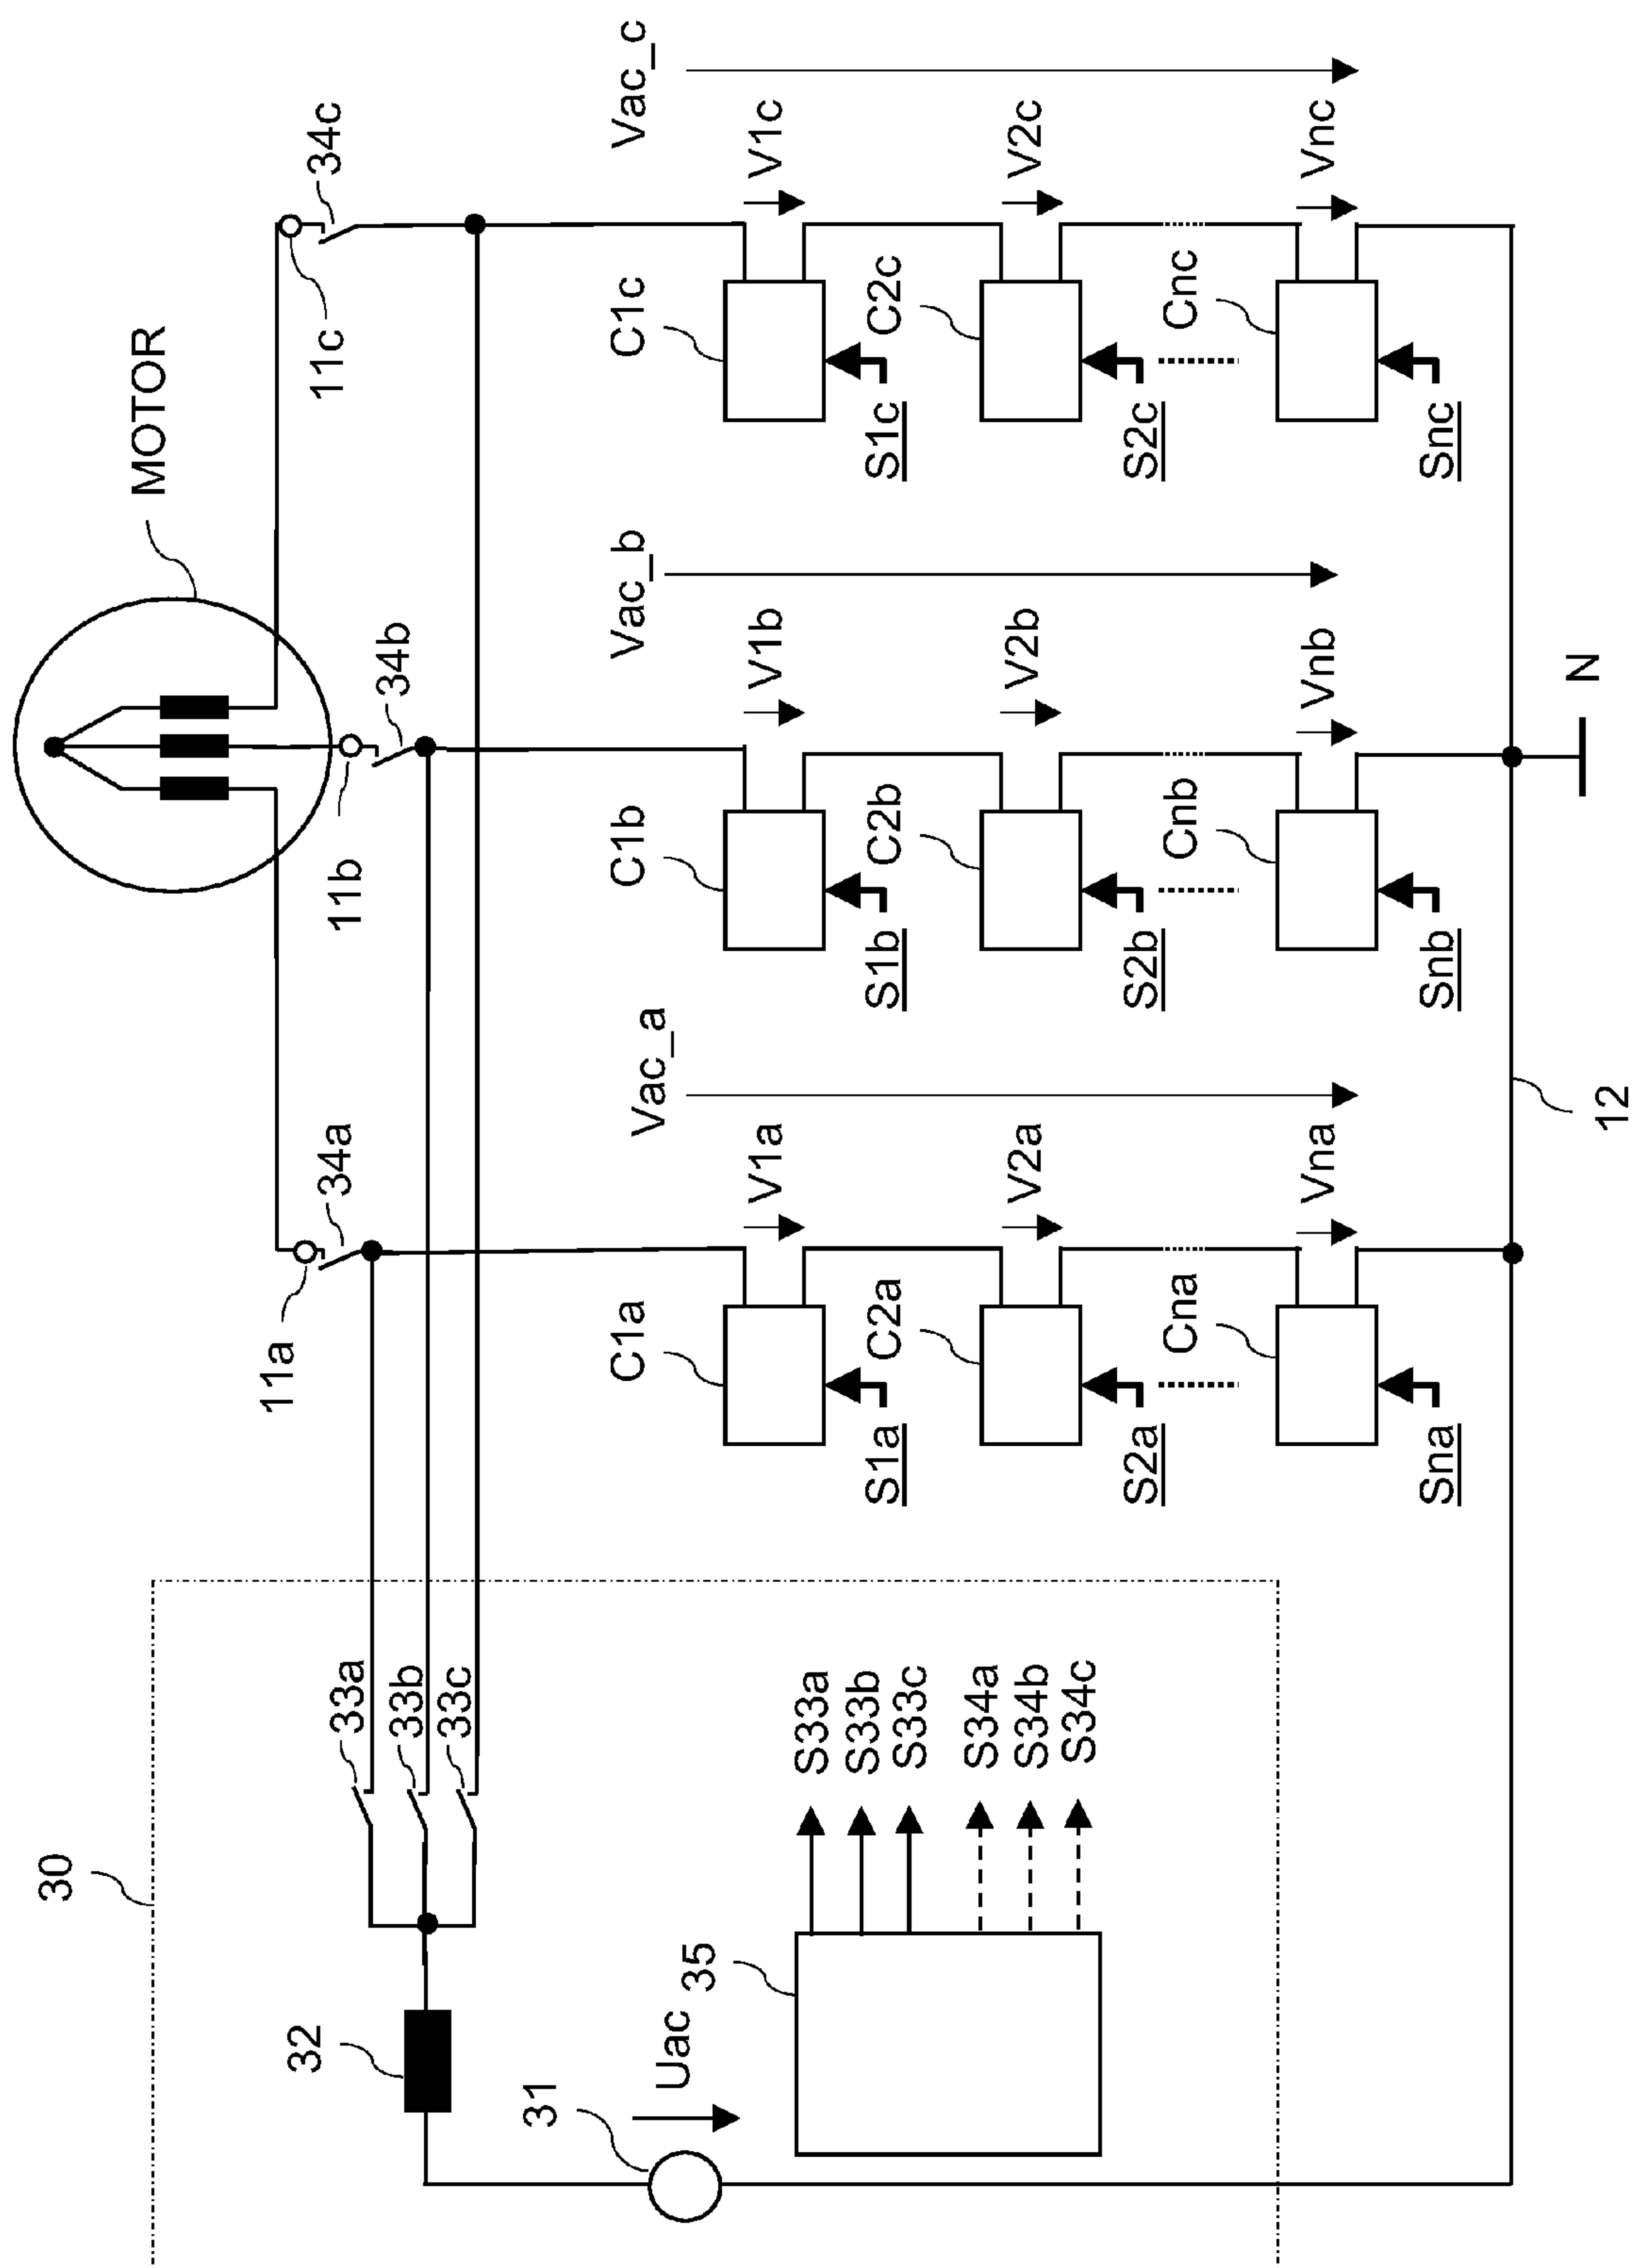 30
32
31
Uac
35
33a
33b
33c
S33a
S33b
S33c
S34a
S34b
S34c
MOTOR
11a
34a
11b
34b
11c
34c
Vac_a
Vac_b
Vac_c
C1a
V1a
S1a
C1b
V1b
S1b
C1c
V1c
S1c
C2a
V2a
S2a
C2b
V2b
S2b
C2c
V2c
S2c
Cna
Vna
Sna
Cnb
Vnb
Snb
Cnc
Vnc
Snc
12
N